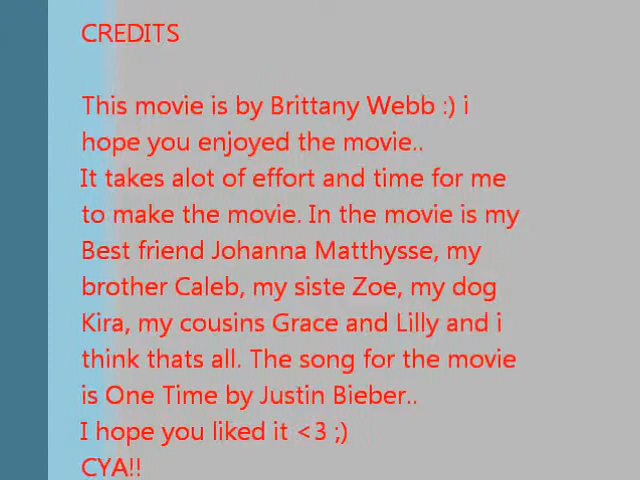 CREDITS
This movie is by Brittany Webb :) i
hope you enjoyed the movie..
It takes alot of effort and time for me
to make the movie. In the movie is my
Best friend Johanna Matthysse, my
brother Caleb, my siste Zoe, my dog
Kira, my cousins Grace and Lilly and i
think thats all. The song for the movie
is One Time by Justin Bieber..
I hope you liked it <3 ;)
CYA!!